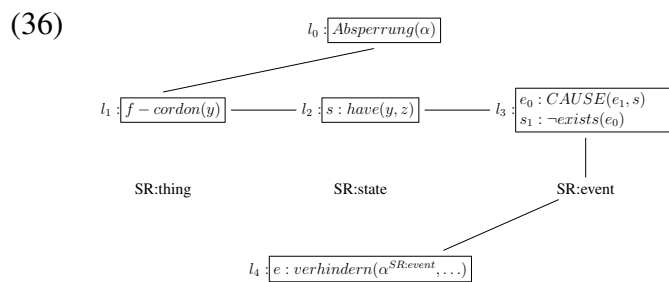 (36)
l₀ : Absperrung(α)
l₁ : f − cordon(y) l₂ : s : have(y, z) l₃ : e₀ : CAUSE(e₁, s)
s₁ : ¬exists(e₀)
SR:thing SR:state SR:event
l₄ : e : verhindern(α^SR:event, . . .)